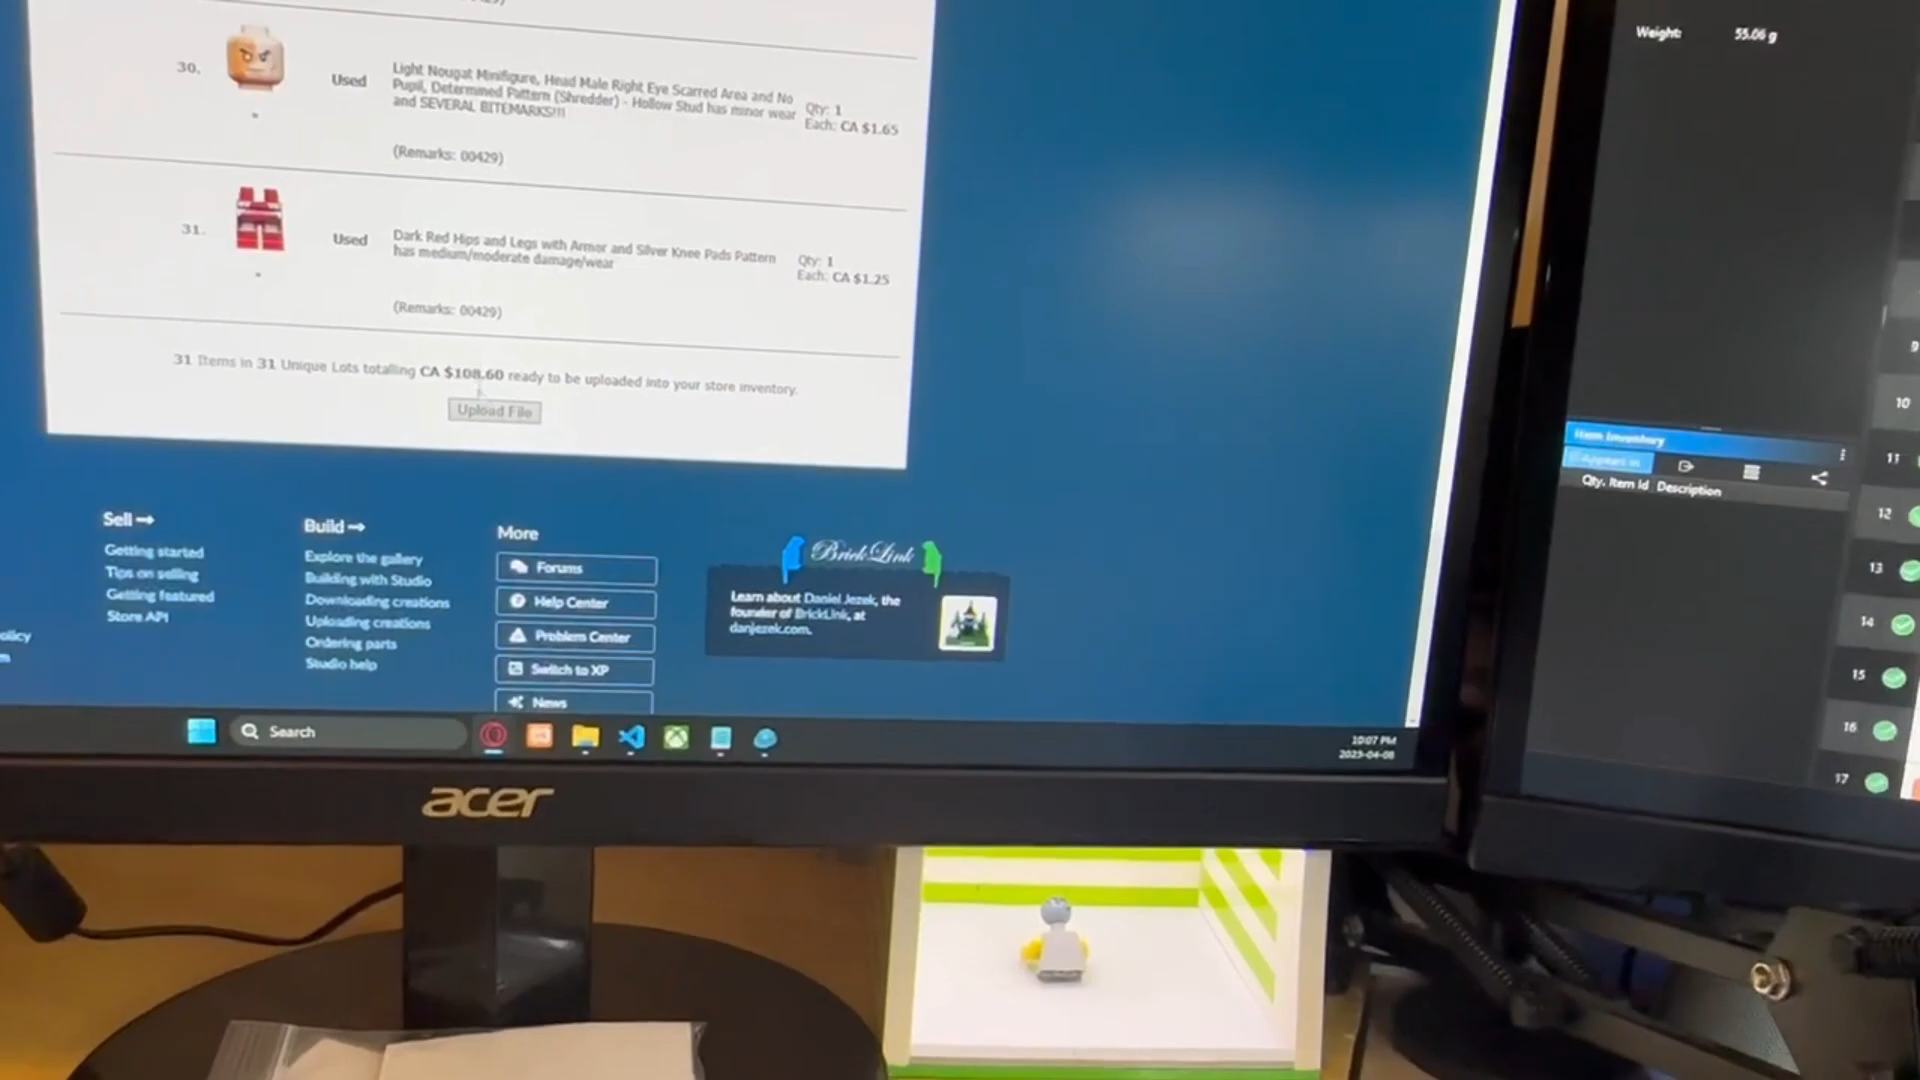 30.
Used
Light Nougat Minifigure, Head Male Right Eye Scarred Area and No
Pupil, Determined Pattern (Shredder) - Hollow Stud has minor wear
and SEVERAL BITEMARKS!!!
Qty: 1
Each: CA $1.65
(Remarks: 00429)
31.
Used
Dark Red Hips and Legs with Armor and Silver Knee Pads Pattern
has medium/moderate damage/wear
Qty: 1
Each: CA $1.25
(Remarks: 00429)
31 Items in 31 Unique Lots totalling CA $108.60 ready to be uploaded into your store inventory.
Upload File
Sell
Getting started
Tips on selling
Getting featured
Store API
Build
Explore the gallery
Building with Studio
Downloading creations
Uploading creations
Ordering parts
Studio help
More
Forums
Help Center
Problem Center
Switch to XP
News
BrickLink
Learn about Daniel Jezek, the
founder of BrickLink, at
danjezek.com.
Search
10:07 PM
2023-04-08
acer
Weight: 55.06 g
Item Inventory
Appears in
Qty. Item Id Description
9
10
11
12
13
14
15
16
17